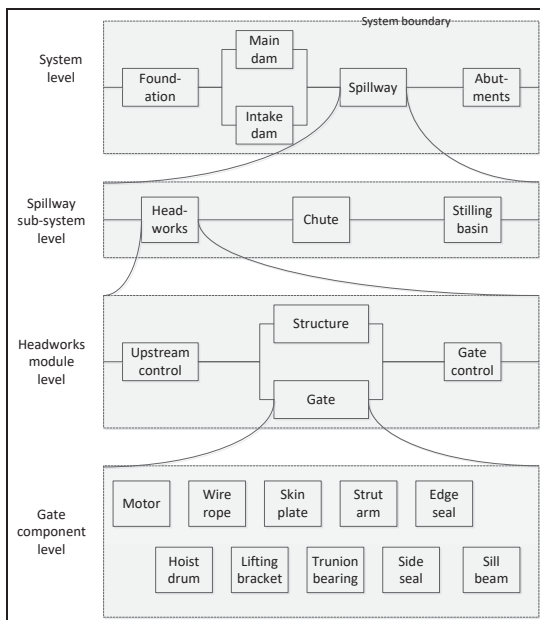 System boundary
System
level
Found-
ation
Main
dam
Intake
dam
Spillway
Abut-
ments
Spillway
sub-system
level
Head-
works
Chute
Stilling
basin
Headworks
module
level
Upstream
control
Structure
Gate
Gate
control
Gate
component
level
Motor
Wire
rope
Skin
plate
Strut
arm
Edge
seal
Hoist
drum
Lifting
bracket
Trunion
bearing
Side
seal
Sill
beam